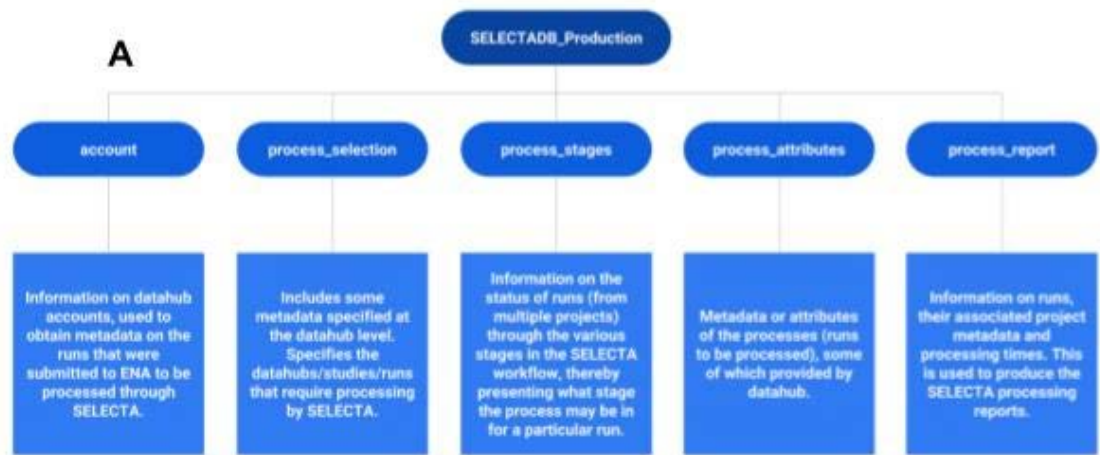 SELECTADB_Production
A
account
process_selection
process_stages
process_attributes
process_report
Information on datahub
accounts, used to
obtain metadata on the
runs that were
submitted to ENA to be
processed through
SELECTA.
Includes some
metadata specified at
the datahub level.
Specifies the
datahubs/studies/runs
that require processing
by SELECTA.
Information on the
status of runs (from
multiple projects)
through the various
stages in the SELECTA
workflow, thereby
presenting what stage
the process may be in
for a particular run.
Metadata or attributes
of the processes (runs
to be processed), some
of which provided by
datahub.
Information on runs,
their associated project
metadata and
processing times. This
is used to produce the
SELECTA processing
reports.